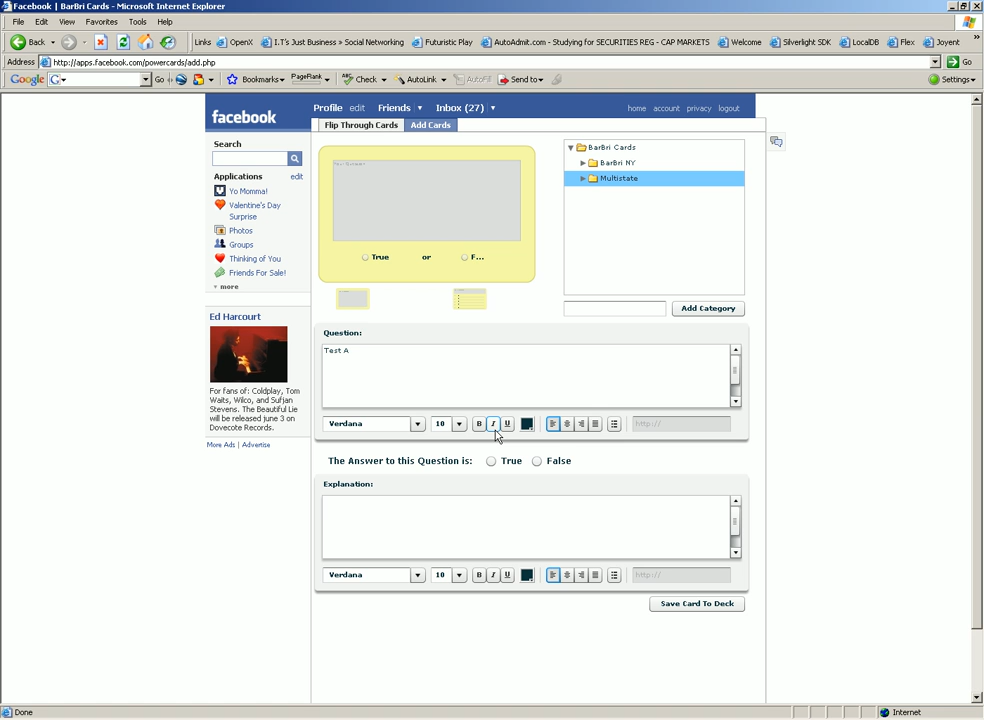 Facebook | BarBri Cards - Microsoft Internet Explorer
File Edit View Favorites Tools Help
Back Links OpenX I.T's Just Business » Social Networking Futuristic Play AutoAdmit.com - Studying for SECURITIES REG - CAP MARKETS Welcome Silverlight SDK LocalDB Flex Joyent
Address http://apps.facebook.com/powercards/add.php Go
Google Go Bookmarks PageRank Check AutoLink AutoFill Send to Settings
facebook Profile edit Friends Inbox (27) home account privacy logout
Flip Through Cards Add Cards
Search
Applications edit
Yo Momma!
Valentine's Day
Surprise
Photos
Groups
Thinking of You
Friends For Sale!
more
Ed Harcourt
For fans of: Coldplay, Tom
Waits, Wilco, and Sufjan
Stevens. The Beautiful Lie
will be released june 3 on
Dovecote Records.
More Ads | Advertise
True or F...
BarBri Cards
BarBri NY
Multistate
Add Category
Question:
Test A
Verdana 10 B I U http://
The Answer to this Question is: True False
Explanation:
Verdana 10 B I U http://
Save Card To Deck
Done Internet